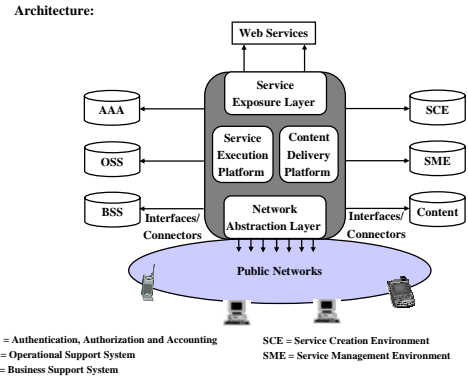 Architecture:
Web Services
Service
Exposure Layer
AAA
SCE
Service
Execution
Platform
Content
Delivery
Platform
OSS
SME
BSS
Content
Interfaces/
Connectors
Network
Abstraction Layer
Interfaces/
Connectors
Public Networks
= Authentication, Authorization and Accounting
SCE = Service Creation Environment
= Operational Support System
SME = Service Management Environment
= Business Support System